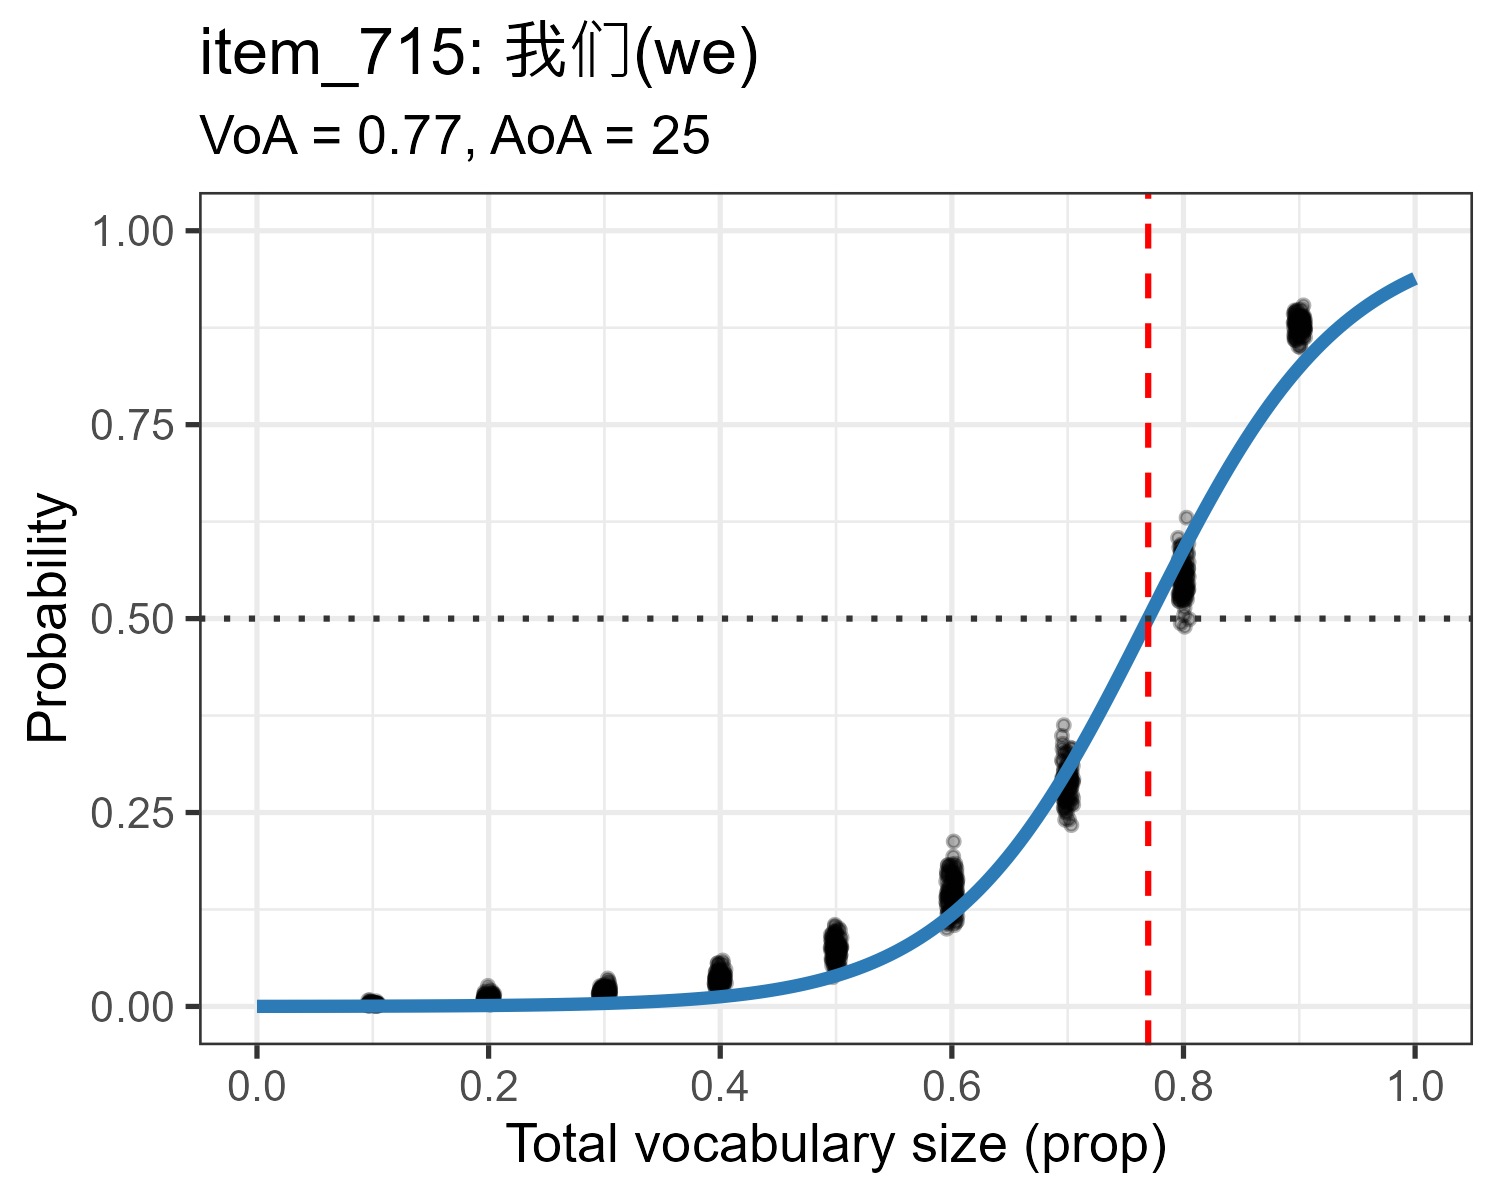 item_715: 我们(we)
VoA = 0.77, AoA = 25
Probability
1.00
0.75
0.50
0.25
0.00
0.0 0.2 0.4 0.6 0.8 1.0
Total vocabulary size (prop)